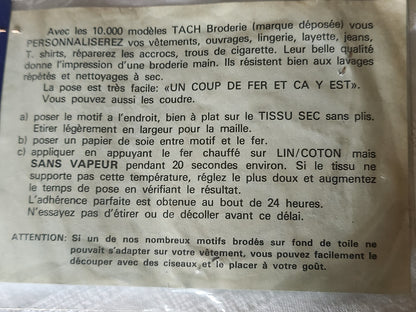 Avec les 10.000 modèles TACH Broderie (marque déposée) vous
PERSONNALISEREZ vos vêtements, ouvrages, lingerie, layette, jeans,
T. shirts, réparerez les accrocs, trous de cigarette. Leur belle qualité
donne l'impression d'une broderie main. Ils résistent bien aux lavages
répétés et nettoyages à sec.
La pose est très facile: «UN COUP DE FER ET CA Y EST».
Vous pouvez aussi les coudre.
a) poser le motif a l'endroit, bien à plat sur le TISSU SEC sans plis.
Etirer légèrement en largeur pour la maille.
b) poser un papier de soie entre motif et le fer.
c) appliquer en appuyant le fer chauffé sur LIN/COTON mais
SANS VAPEUR pendant 20 secondes environ. Si le tissu ne
supporte pas cette température, réglez le plus doux et augmentez
le temps de pose en vérifiant le résultat.
L'adhérence parfaite est obtenue au bout de 24 heures.
N'essayez pas d'étirer ou de décoller avant ce délai.
ATTENTION: Si un de nos nombreux motifs brodés sur fond de toile ne
pouvait s'adapter sur votre vêtement, vous pouvez facilement le
découper avec des ciseaux et le placer à votre goût.